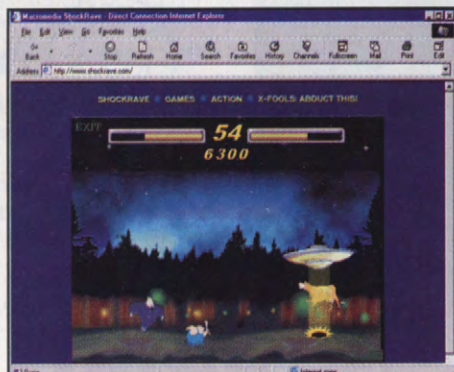 Macromedia ShockRave - Direct Connection Internet Explorer
File Edit View Go Favorites Help
Back Stop Refresh Home Search Favorites History Channels Fullscreen Mail Print Edit
Address http://www.shockrave.com/
SHOCKRAVE GAMES ACTION X-FOOLS: ABDUCT THIS!
EXIT
54
6300
Internet zone